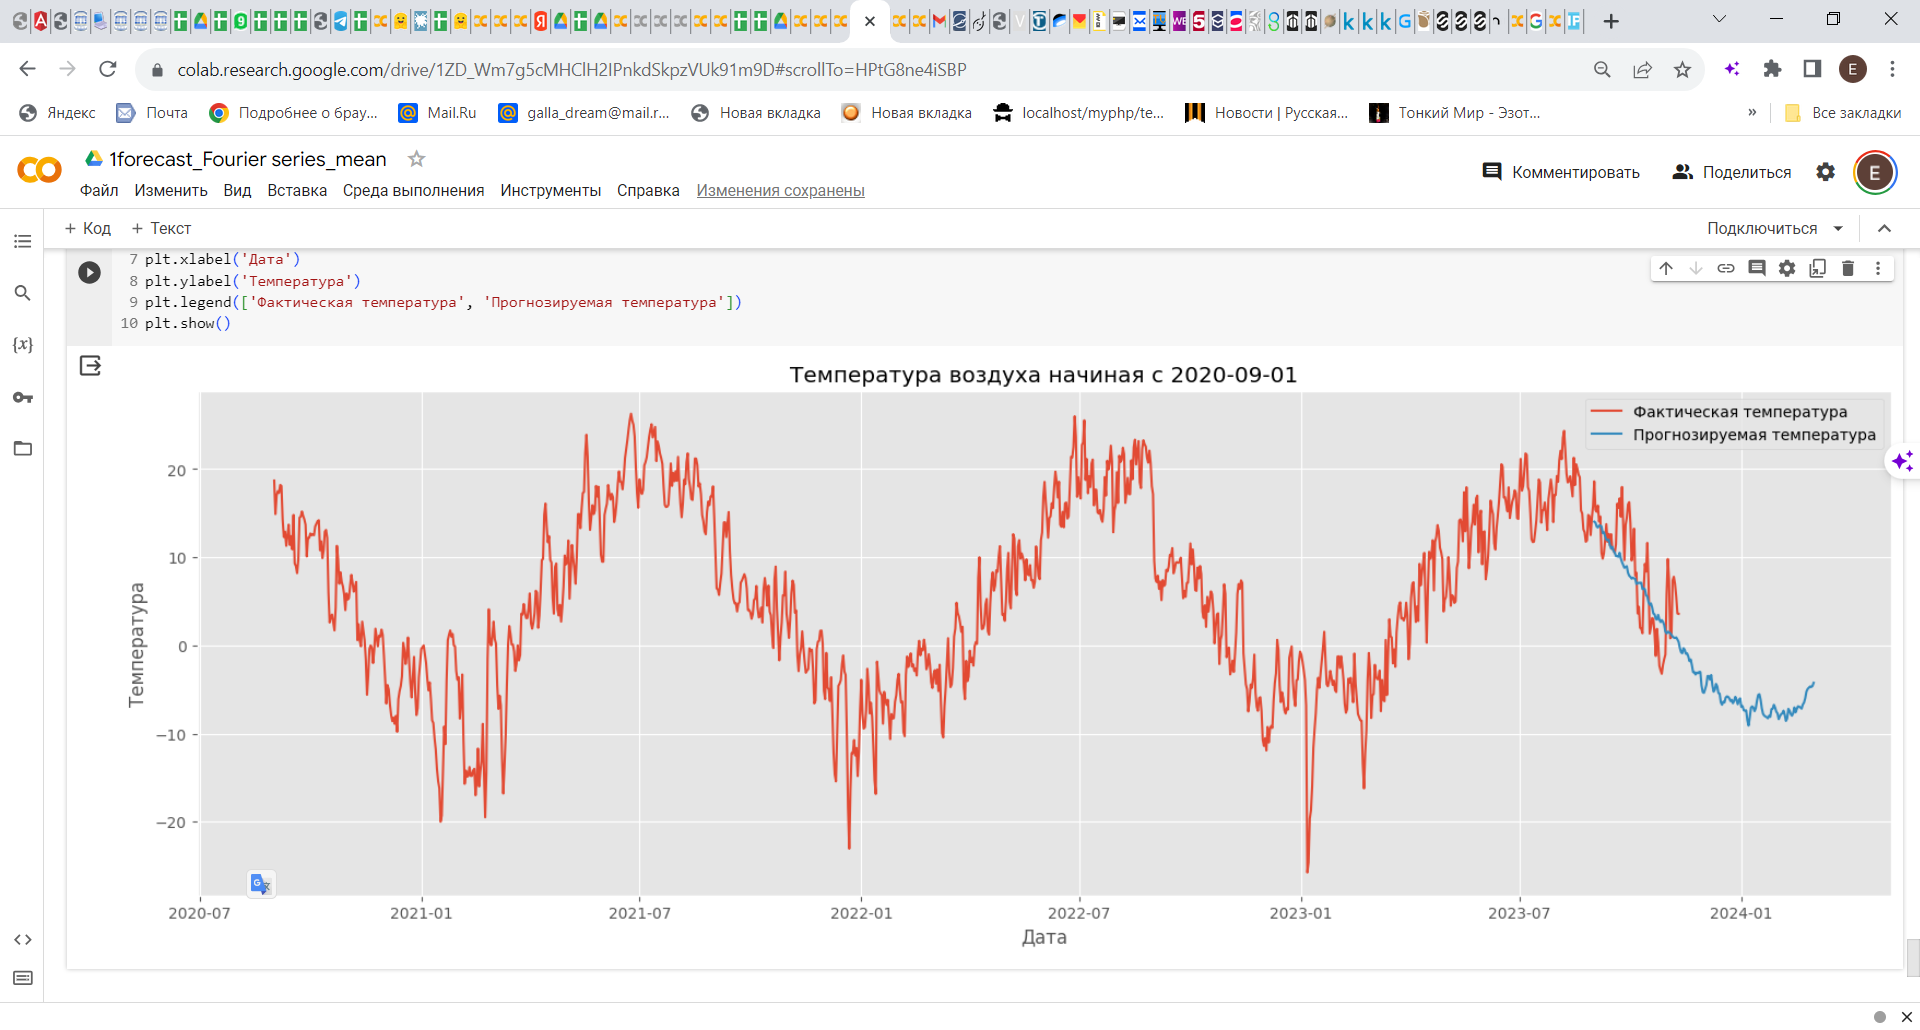 colab.research.google.com/drive/1ZD_Wm7g5cMHClH2IPnkdSkpzVUk91m9D#scrollTo=HPtG8ne4iSBP
E
Яндекс
Почта
Подробнее о брау...
Mail.Ru
galla_dream@mail.r...
Новая вкладка
Новая вкладка
localhost/myphp/te...
Новости | Русская...
Тонкий Мир - Эзот...
»
Все закладки
1forecast_Fourier series_mean
Файл Изменить Вид Вставка Среда выполнения Инструменты Справка Изменения сохранены
Комментировать
Поделиться
E
+ Код + Текст
Подключиться
7 plt.xlabel('Дата')
8 plt.ylabel('Температура')
9 plt.legend(['Фактическая температура', 'Прогнозируемая температура'])
10 plt.show()
{x}
Температура воздуха начиная с 2020-09-01
Фактическая температура
Прогнозируемая температура
Температура
20
10
0
−10
−20
2020-07 2021-01 2021-07 2022-01 2022-07 2023-01 2023-07 2024-01
Дата